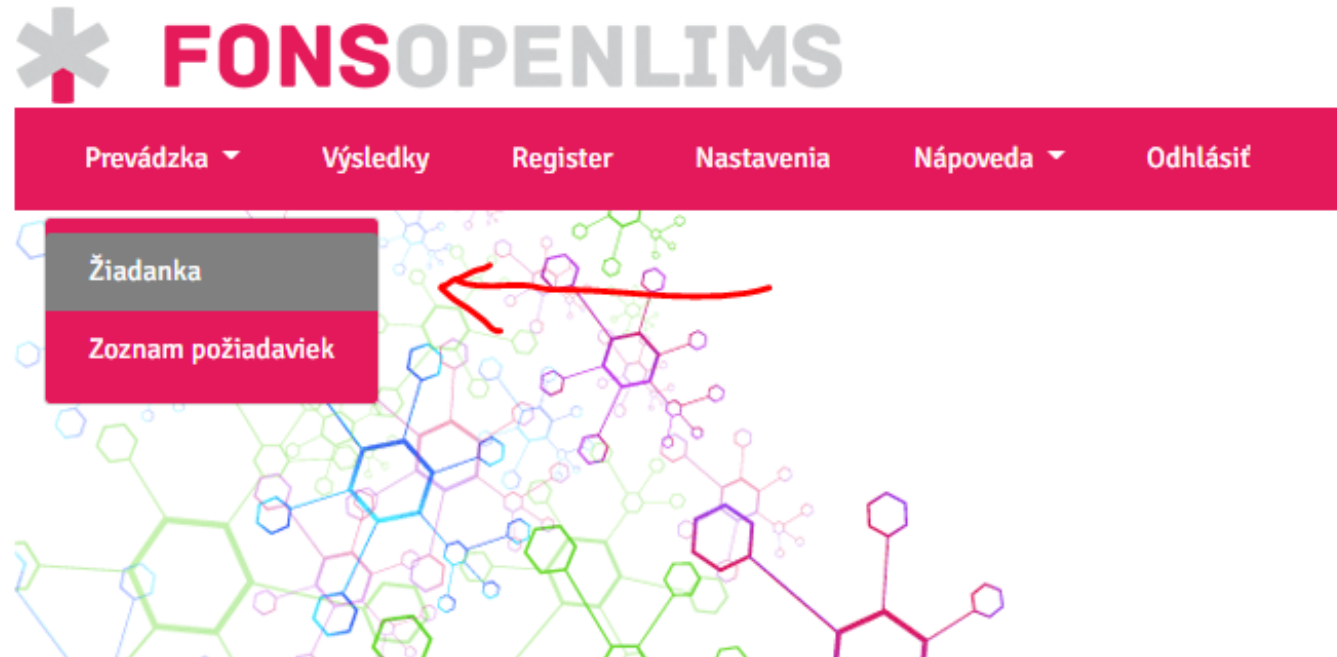 FONSOPENLIMS
Prevádzka Výsledky Register Nastavenia Nápoveda Odhlásiť
Žiadanka
Zoznam požiadaviek